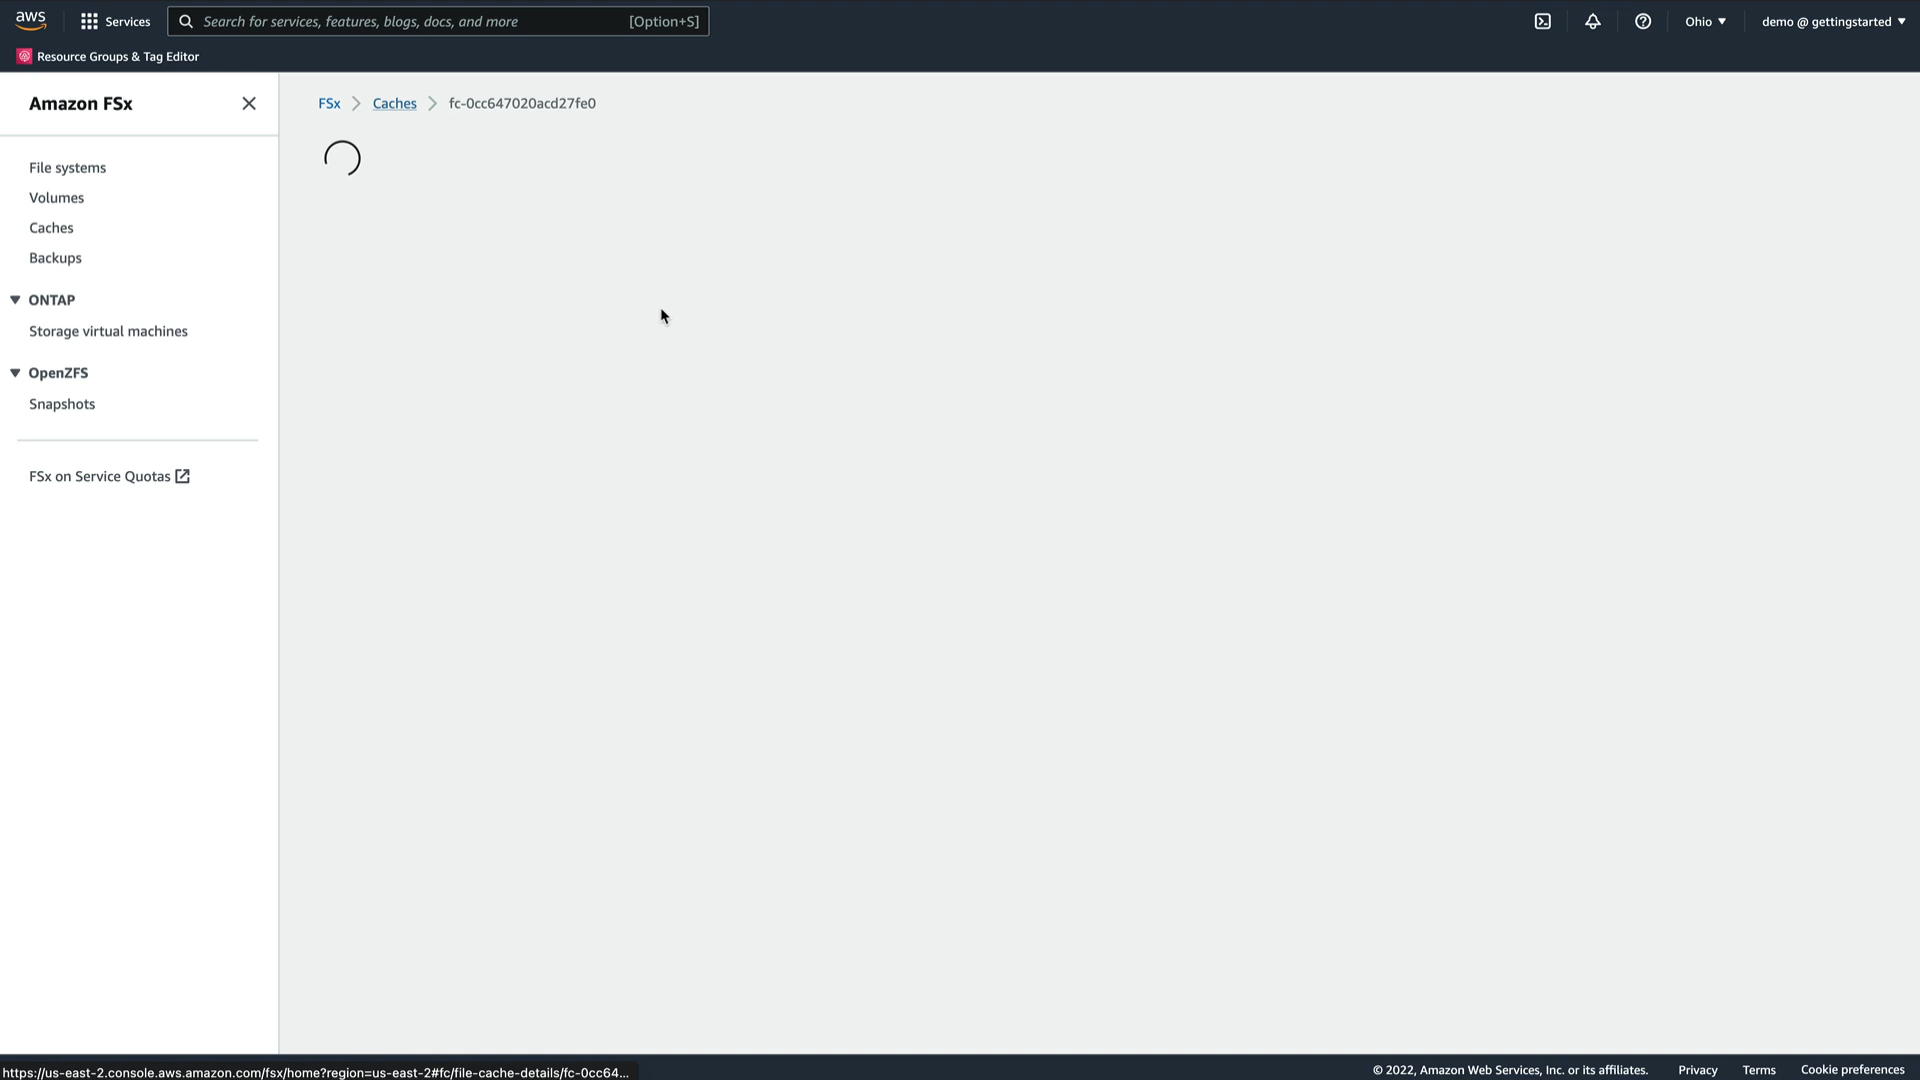 aws
Services
Search for services, features, blogs, docs, and more
[Option+S]
Ohio
demo @ gettingstarted
Resource Groups & Tag Editor
Amazon FSx
FSx
Caches
fc-0cc647020acd27fe0
File systems
Volumes
Caches
Backups
ONTAP
Storage virtual machines
OpenZFS
Snapshots
FSx on Service Quotas
https://us-east-2.console.aws.amazon.com/fsx/home?region=us-east-2#fc/file-cache-details/fc-0cc64...
© 2022, Amazon Web Services, Inc. or its affiliates.
Privacy
Terms
Cookie preferences